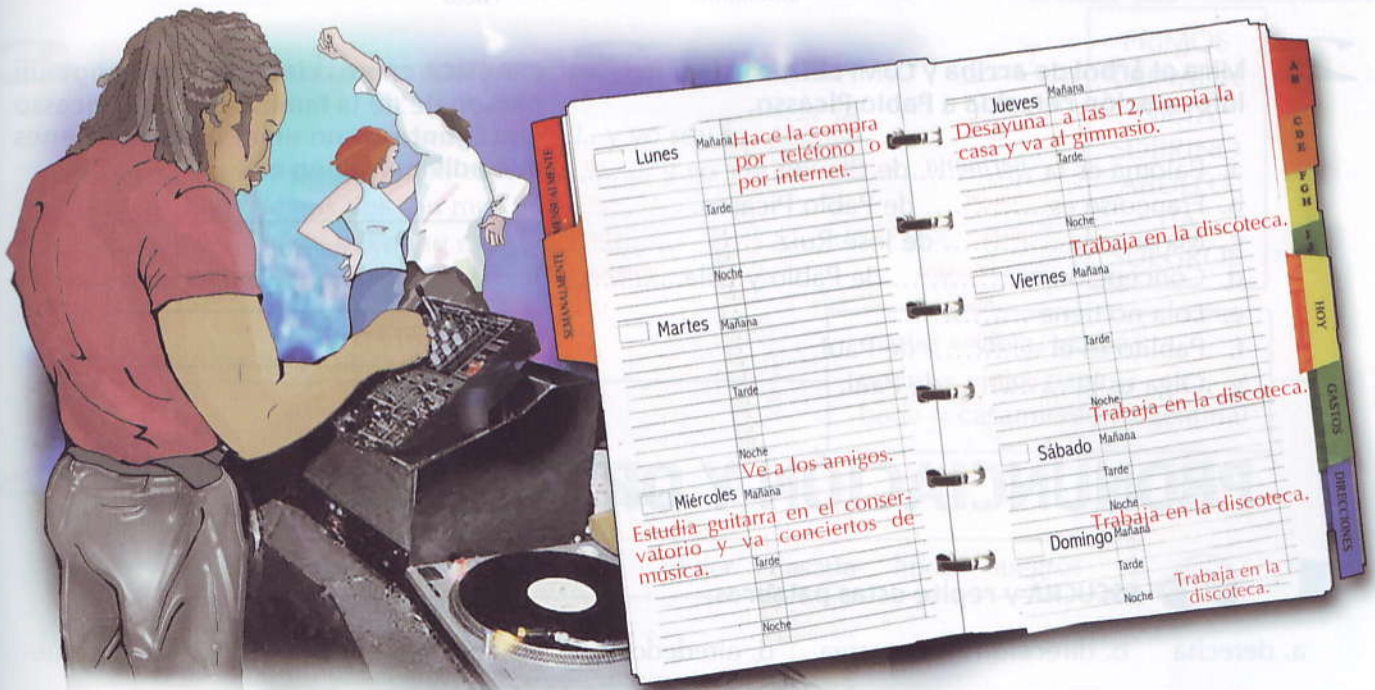 MENSUALMENTE
SEMANALMENTE
Lunes
Mañana
Hace la compra
por teléfono o
por internet.
Tarde
Noche
Martes
Mañana
Tarde
Noche
Ve a los amigos.
Miércoles
Mañana
Estudia guitarra en el conser-
vatorio y va conciertos de
música.
Tarde
Noche
Jueves
Mañana
Desayuna a las 12, limpia la
casa y va al gimnasio.
Tarde
Noche
Trabaja en la discoteca.
Viernes
Mañana
Tarde
Noche
Trabaja en la discoteca.
Sábado
Mañana
Tarde
Noche
Trabaja en la discoteca.
Domingo
Mañana
Tarde
Noche
Trabaja en la
discoteca.
A B
C D E
F G H
HOY
GASTOS
DIRECCIONES